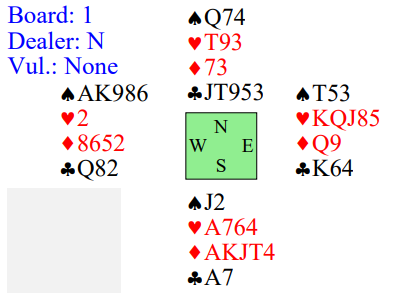 Board: 1
Dealer: N
Vul.: None
♠Q74
♥T93
♦73
♣JT953
♠AK986
♥2
♦8652
♣Q82
N
W E
S
♠T53
♥KQJ85
♦Q9
♣K64
♠J2
♥A764
♦AKJT4
♣A7